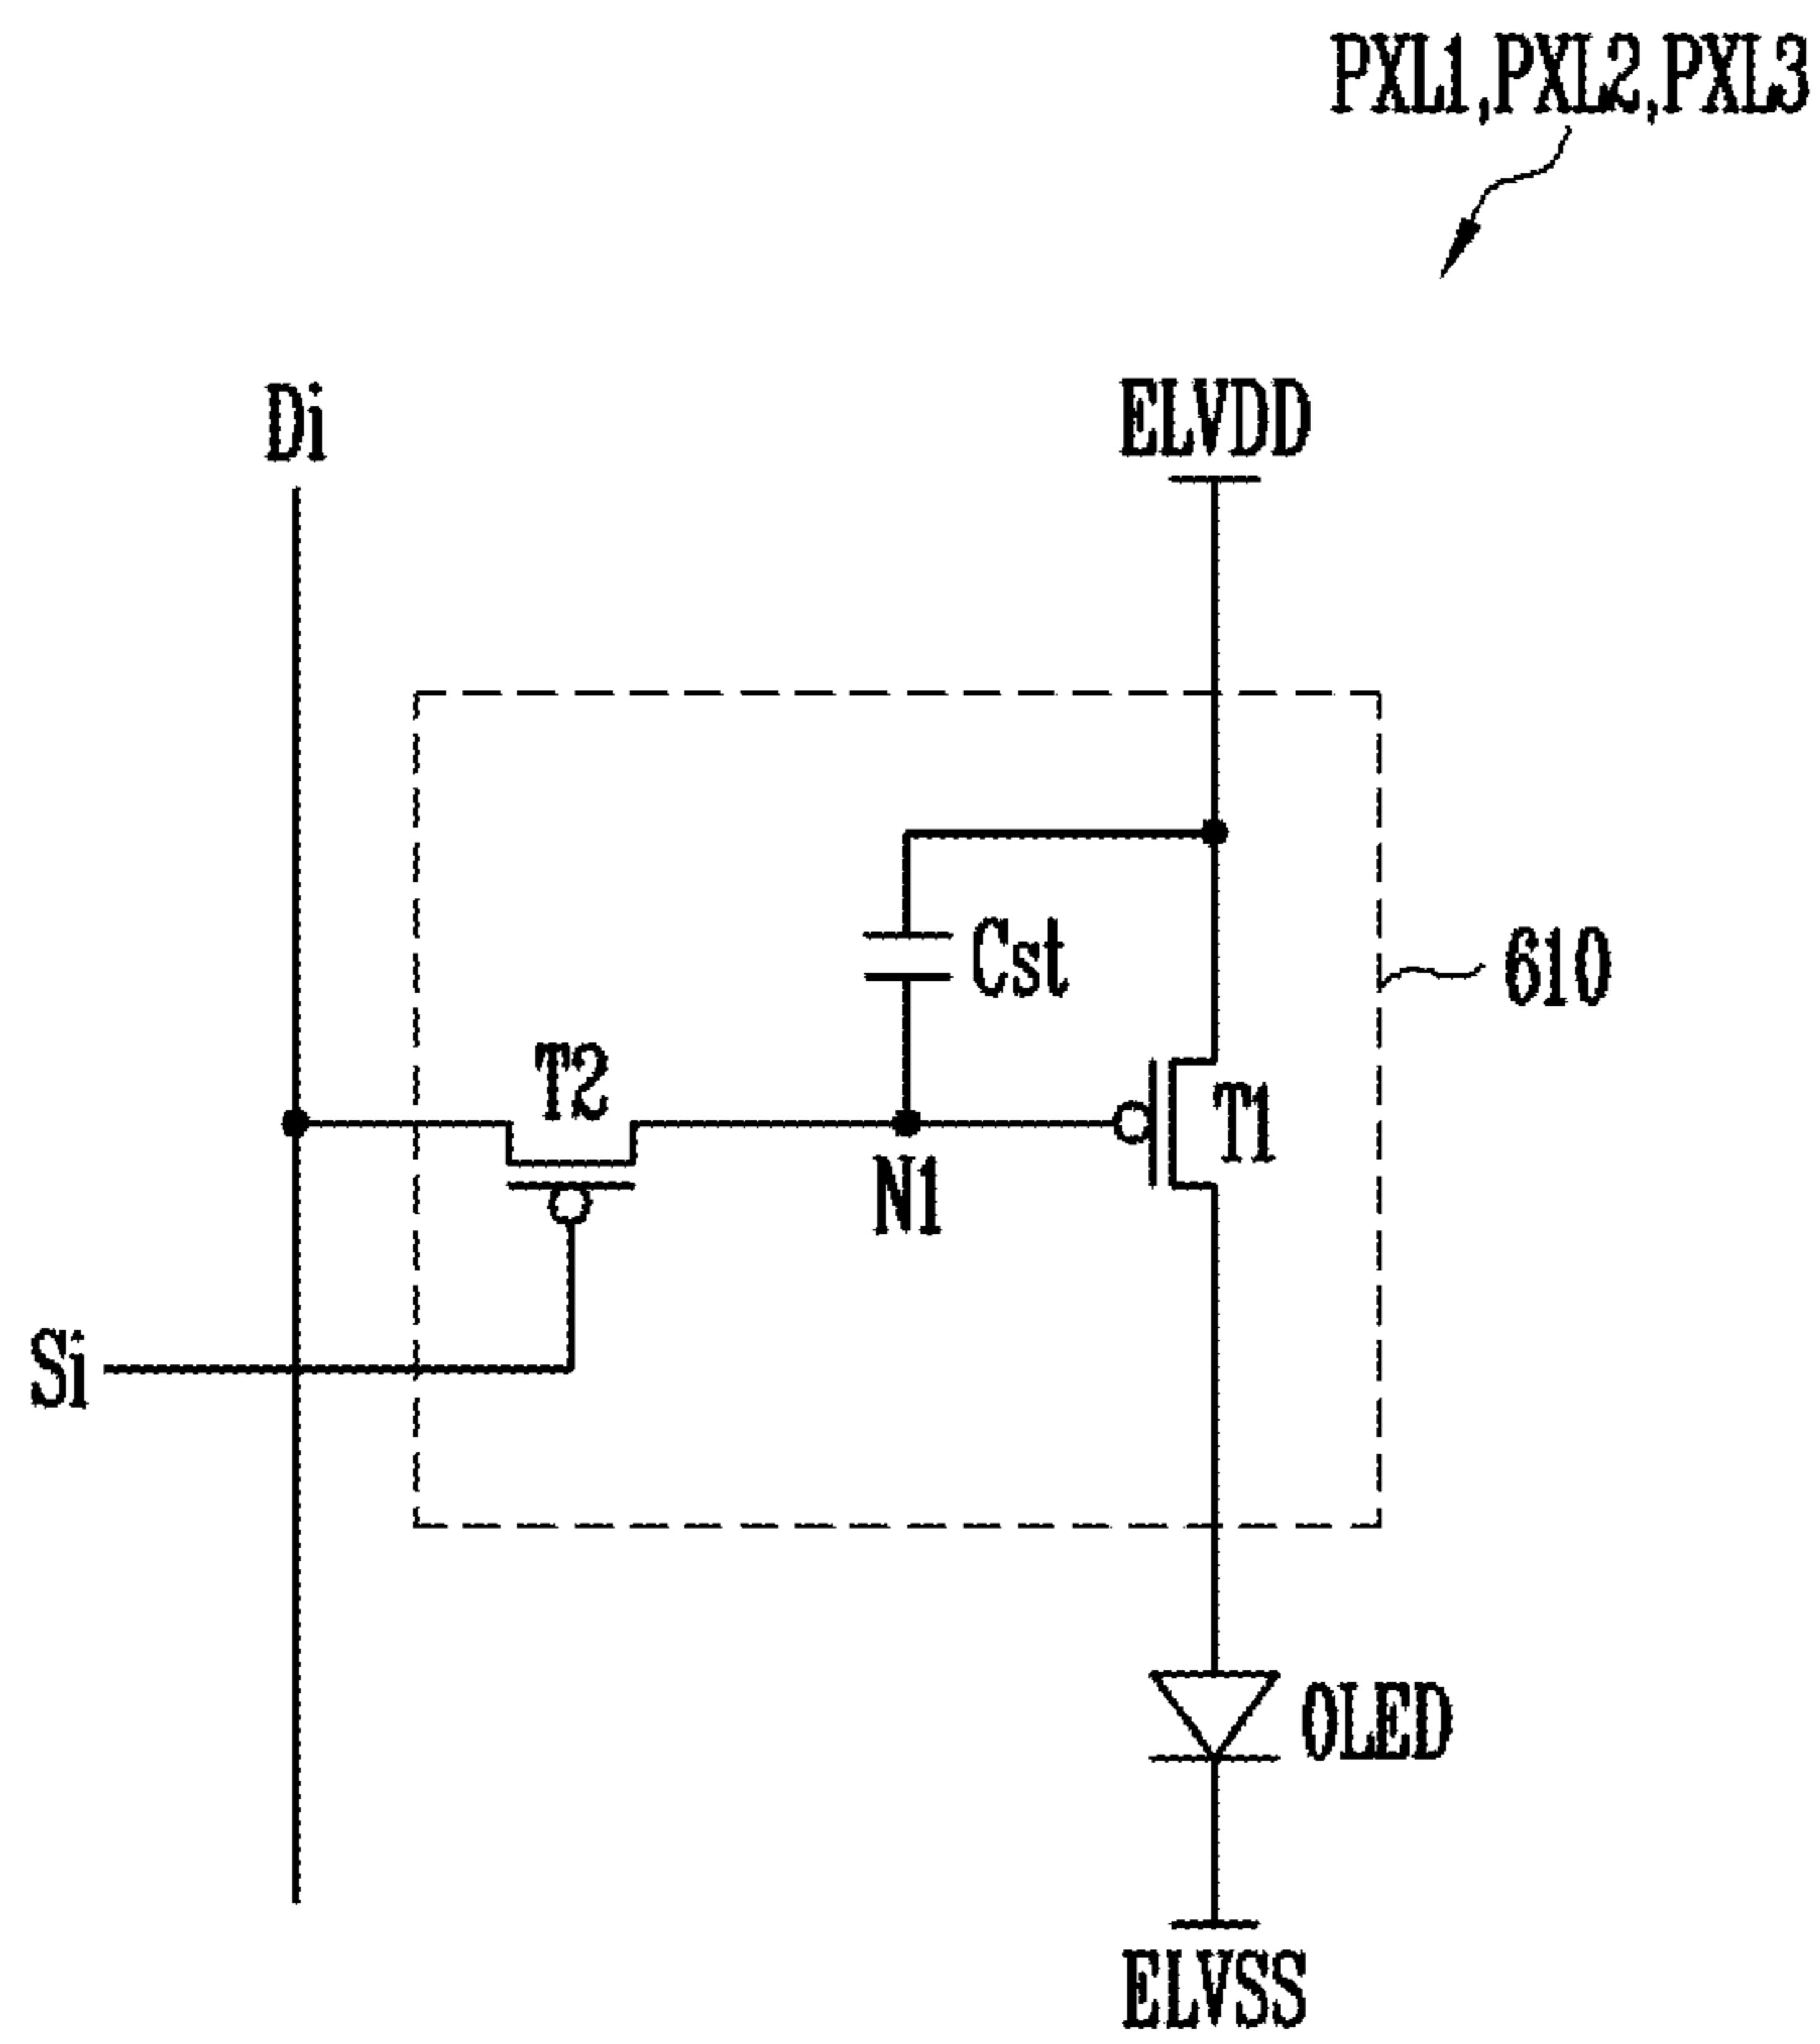 PXL1,PXL2,PXL3
Di
ELVDD
Cst
610
T2
T1
N1
Si
OLED
ELVSS